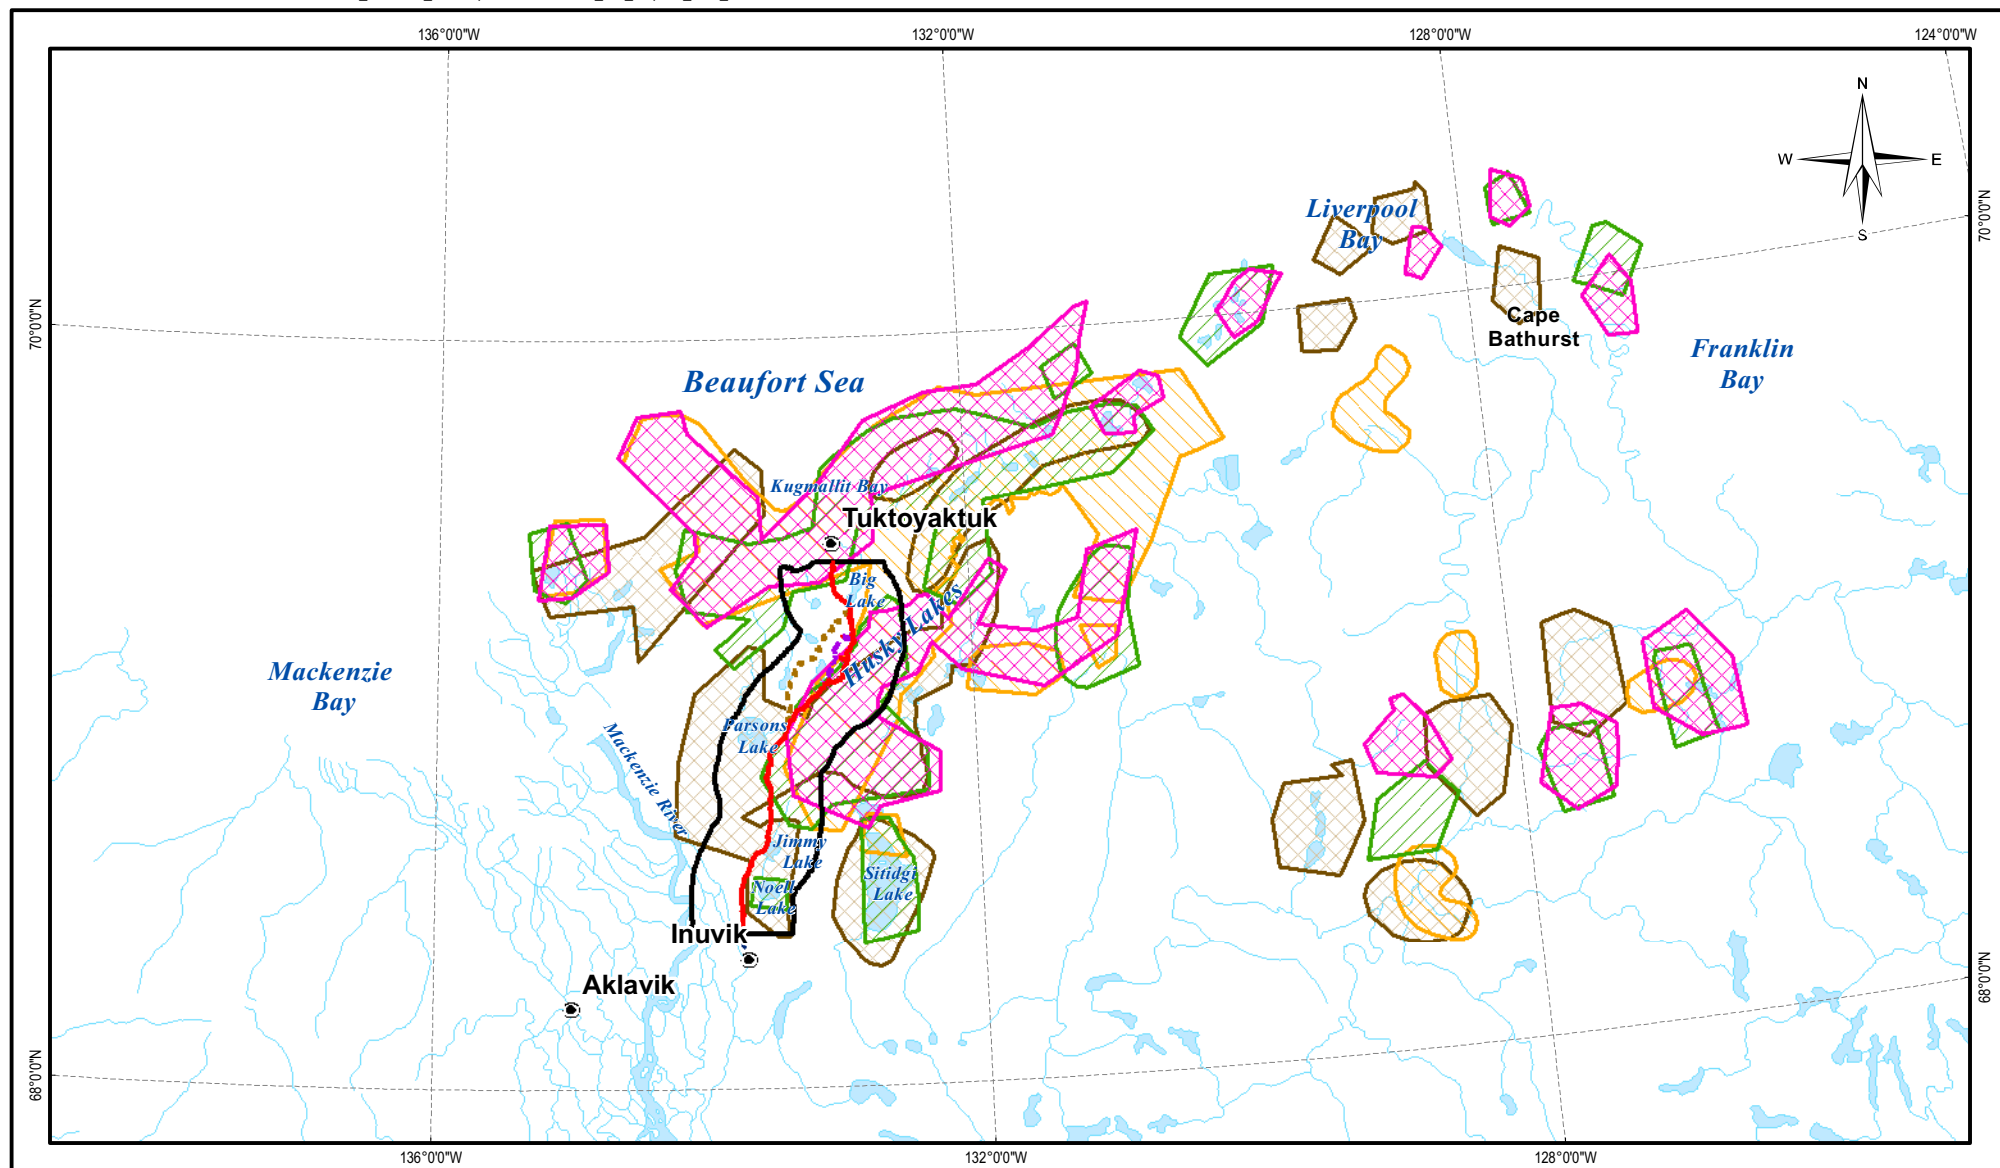 136°0'0"W
132°0'0"W
128°0'0"W
124°0'0"W
N
W
E
S
70°0'0"N
70°0'0"N
Liverpool
Bay
Cape
Bathurst
Franklin
Bay
Beaufort Sea
Kugmallit Bay
Tuktoyaktuk
Big
Lake
Husky Lakes
Mackenzie
Bay
Parsons
Lake
Mackenzie River
Jimmy
Lake
Noell
Lake
Sitidgi
Lake
Inuvik
Aklavik
68°0'0"N
68°0'0"N
136°0'0"W
132°0'0"W
128°0'0"W